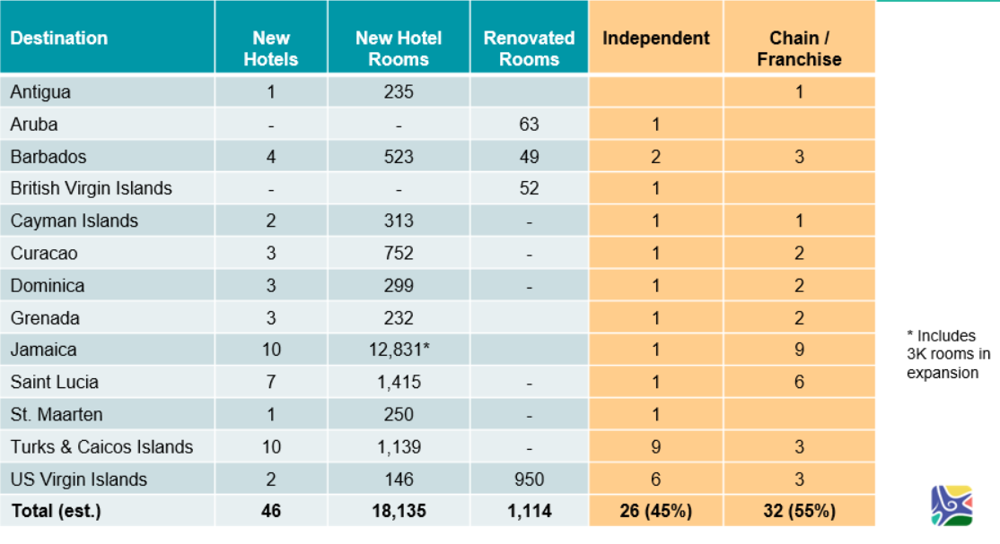 Destination New Hotels New Hotel Rooms Renovated Rooms Independent Chain / Franchise
Antigua 1 235 1
Aruba - - 63 1
Barbados 4 523 49 2 3
British Virgin Islands - - 52 1
Cayman Islands 2 313 - 1 1
Curacao 3 752 - 1 2
Dominica 3 299 - 1 2
Grenada 3 232 1 2
Jamaica 10 12,831* 1 9
Saint Lucia 7 1,415 - 1 6
St. Maarten 1 250 - 1
Turks & Caicos Islands 10 1,139 - 9 3
US Virgin Islands 2 146 950 6 3
Total (est.) 46 18,135 1,114 26 (45%) 32 (55%)
* Includes
3K rooms in
expansion